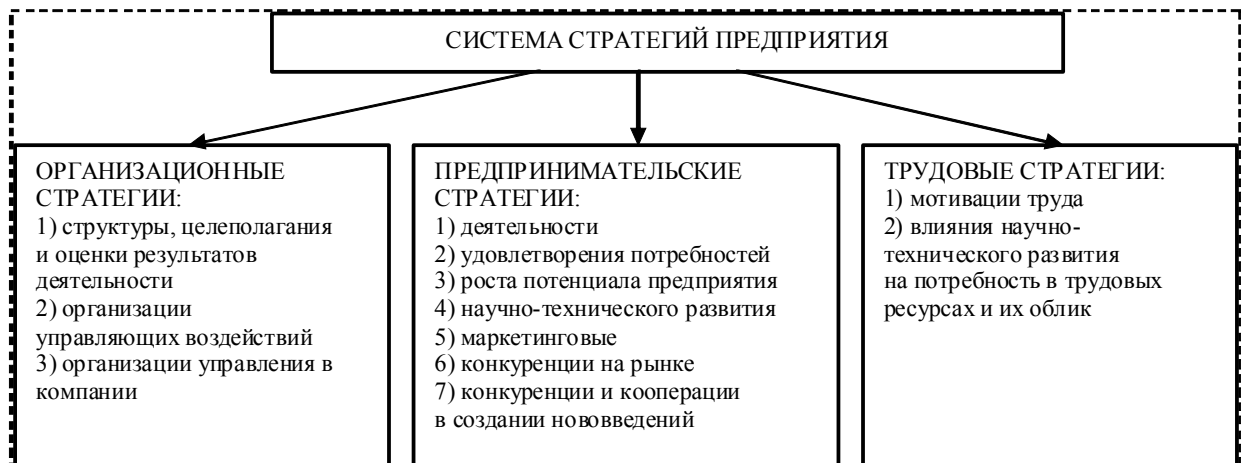 СИСТЕМА СТРАТЕГИЙ ПРЕДПРИЯТИЯ
ОРГАНИЗАЦИОННЫЕ
СТРАТЕГИИ:
1) структуры, целеполагания
и оценки результатов
деятельности
2) организации
управляющих воздействий
3) организации управления в
компании
ПРЕДПРИНИМАТЕЛЬСКИЕ
СТРАТЕГИИ:
1) деятельности
2) удовлетворения потребностей
3) роста потенциала предприятия
4) научно-технического развития
5) маркетинговые
6) конкуренции на рынке
7) конкуренции и кооперации
в создании нововведений
ТРУДОВЫЕ СТРАТЕГИИ:
1) мотивации труда
2) влияния научно-
технического развития
на потребность в трудовых
ресурсах и их облик